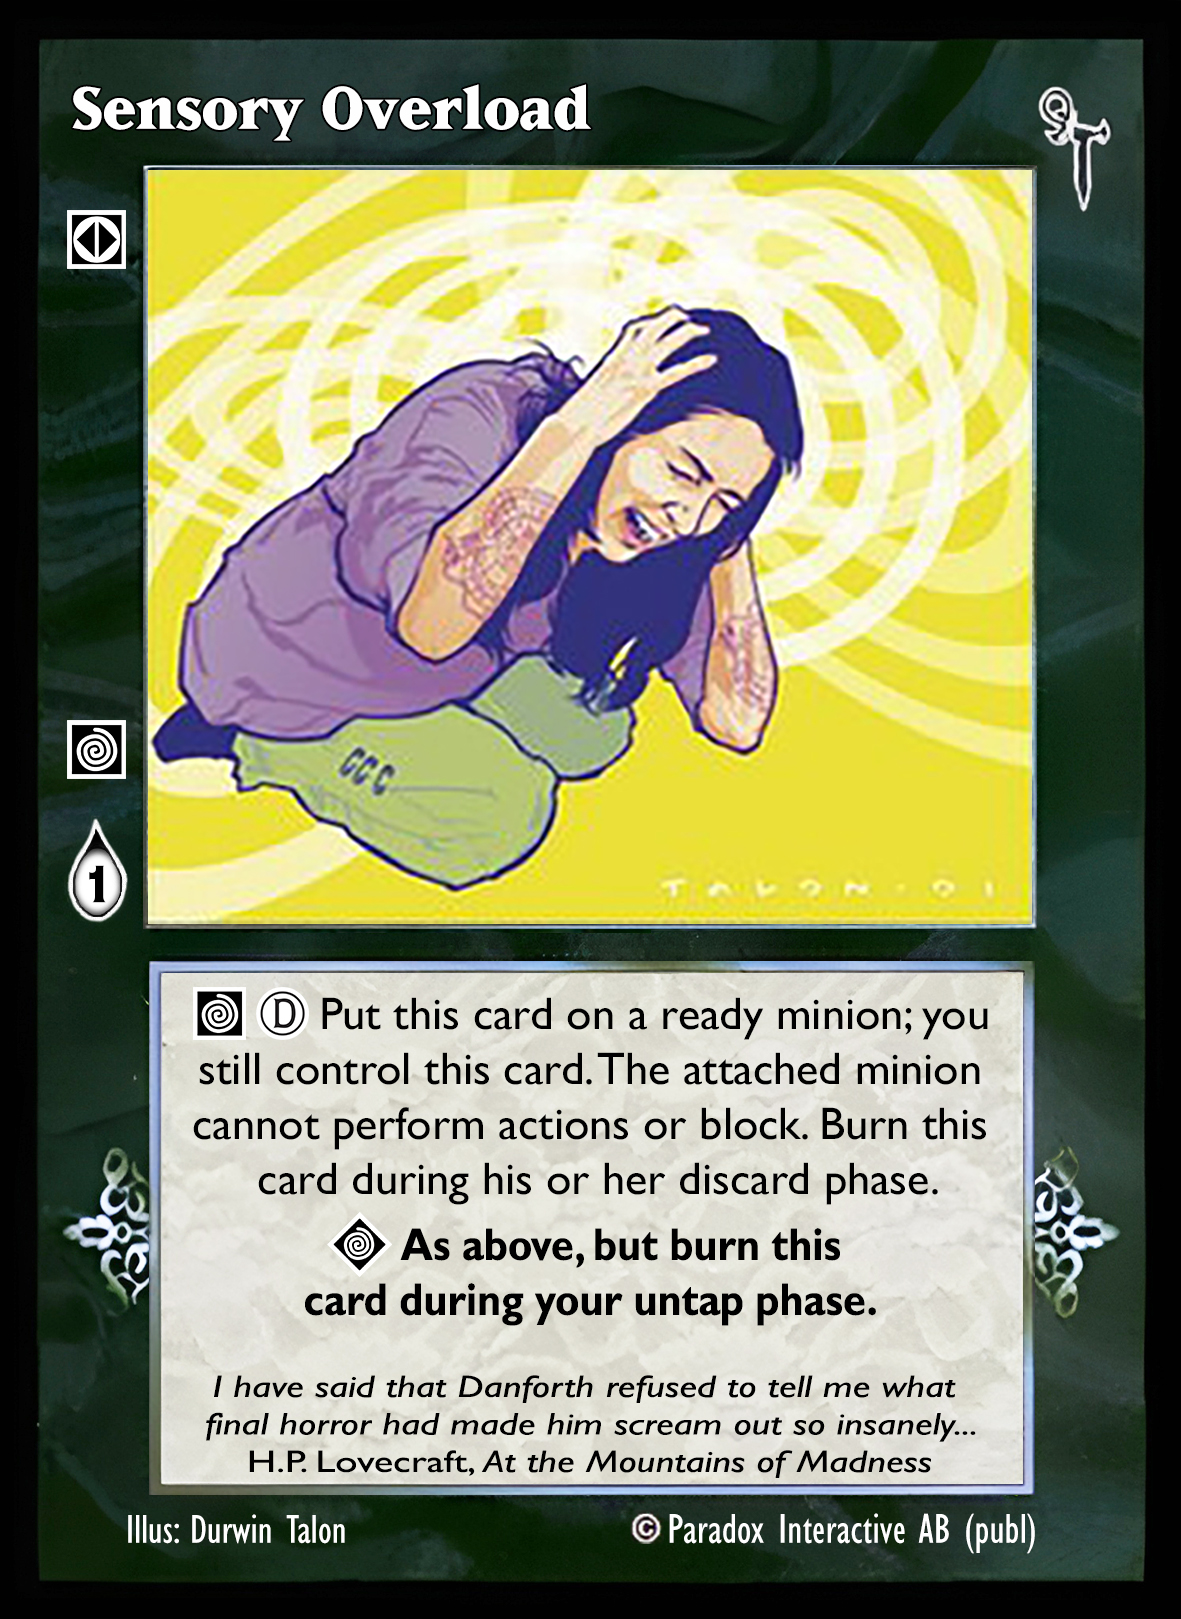 Sensory Overload
1
CCC
TALON-01
D Put this card on a ready minion; you
still control this card. The attached minion
cannot perform actions or block. Burn this
card during his or her discard phase.
As above, but burn this
card during your untap phase.
I have said that Danforth refused to tell me what
final horror had made him scream out so insanely...
H.P. Lovecraft, At the Mountains of Madness
Illus: Durwin Talon
© Paradox Interactive AB (publ)